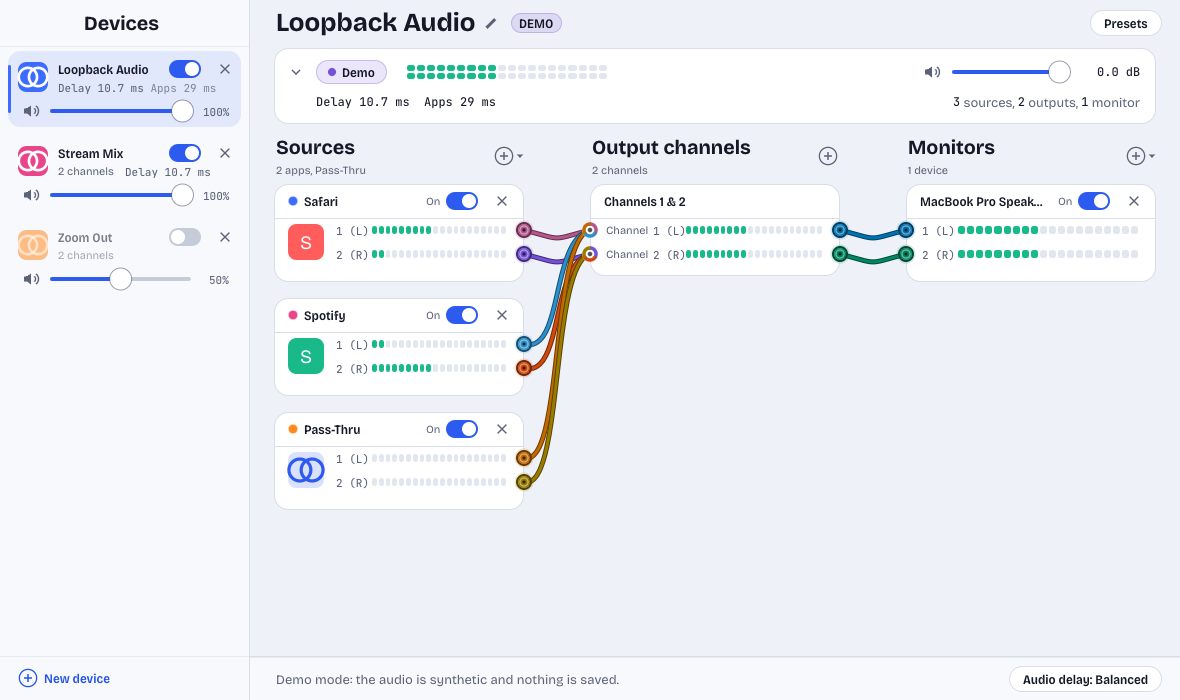 Devices
Loopback Audio
Delay 10.7 ms Apps 29 ms
100%
Stream Mix
2 channels Delay 10.7 ms
100%
Zoom Out
2 channels
50%
New device
Loopback Audio DEMO Presets
Demo 0.0 dB
Delay 10.7 ms Apps 29 ms 3 sources, 2 outputs, 1 monitor
Sources
2 apps, Pass-Thru
Safari On
S
1 (L)
2 (R)
Spotify On
S
1 (L)
2 (R)
Pass-Thru On
1 (L)
2 (R)
Output channels
2 channels
Channels 1 & 2
Channel 1 (L)
Channel 2 (R)
Monitors
1 device
MacBook Pro Speak... On
1 (L)
2 (R)
Demo mode: the audio is synthetic and nothing is saved. Audio delay: Balanced